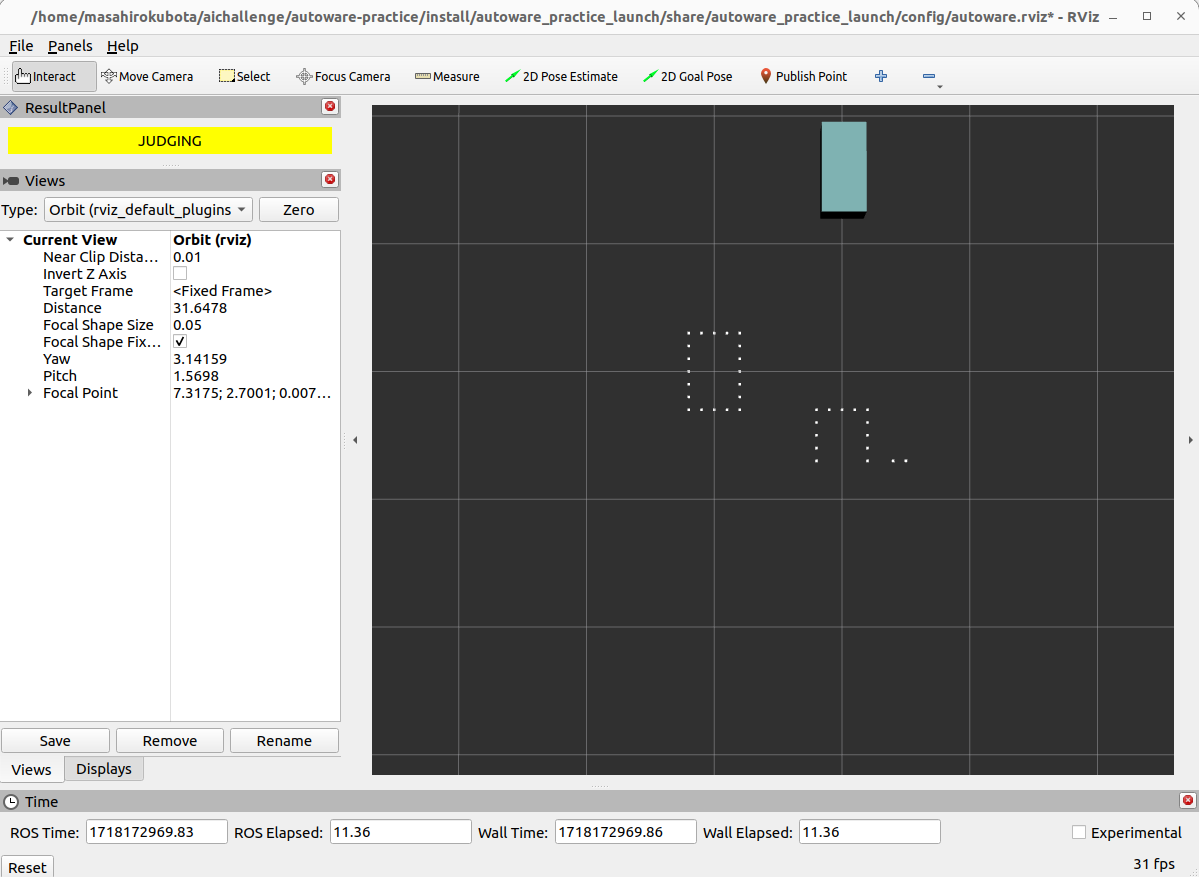 /home/masahirokubota/aichallenge/autoware-practice/install/autoware_practice_launch/share/autoware_practice_launch/config/autoware.rviz* - RViz
File Panels Help
Interact Move Camera Select Focus Camera Measure 2D Pose Estimate 2D Goal Pose Publish Point
ResultPanel
JUDGING
Views
Type: Orbit (rviz_default_plugins Zero
Current View Orbit (rviz)
Near Clip Dista... 0.01
Invert Z Axis
Target Frame <Fixed Frame>
Distance 31.6478
Focal Shape Size 0.05
Focal Shape Fix...
Yaw 3.14159
Pitch 1.5698
Focal Point 7.3175; 2.7001; 0.007...
Save Remove Rename
Views Displays
Time
ROS Time: 1718172969.83 ROS Elapsed: 11.36 Wall Time: 1718172969.86 Wall Elapsed: 11.36 Experimental
Reset 31 fps